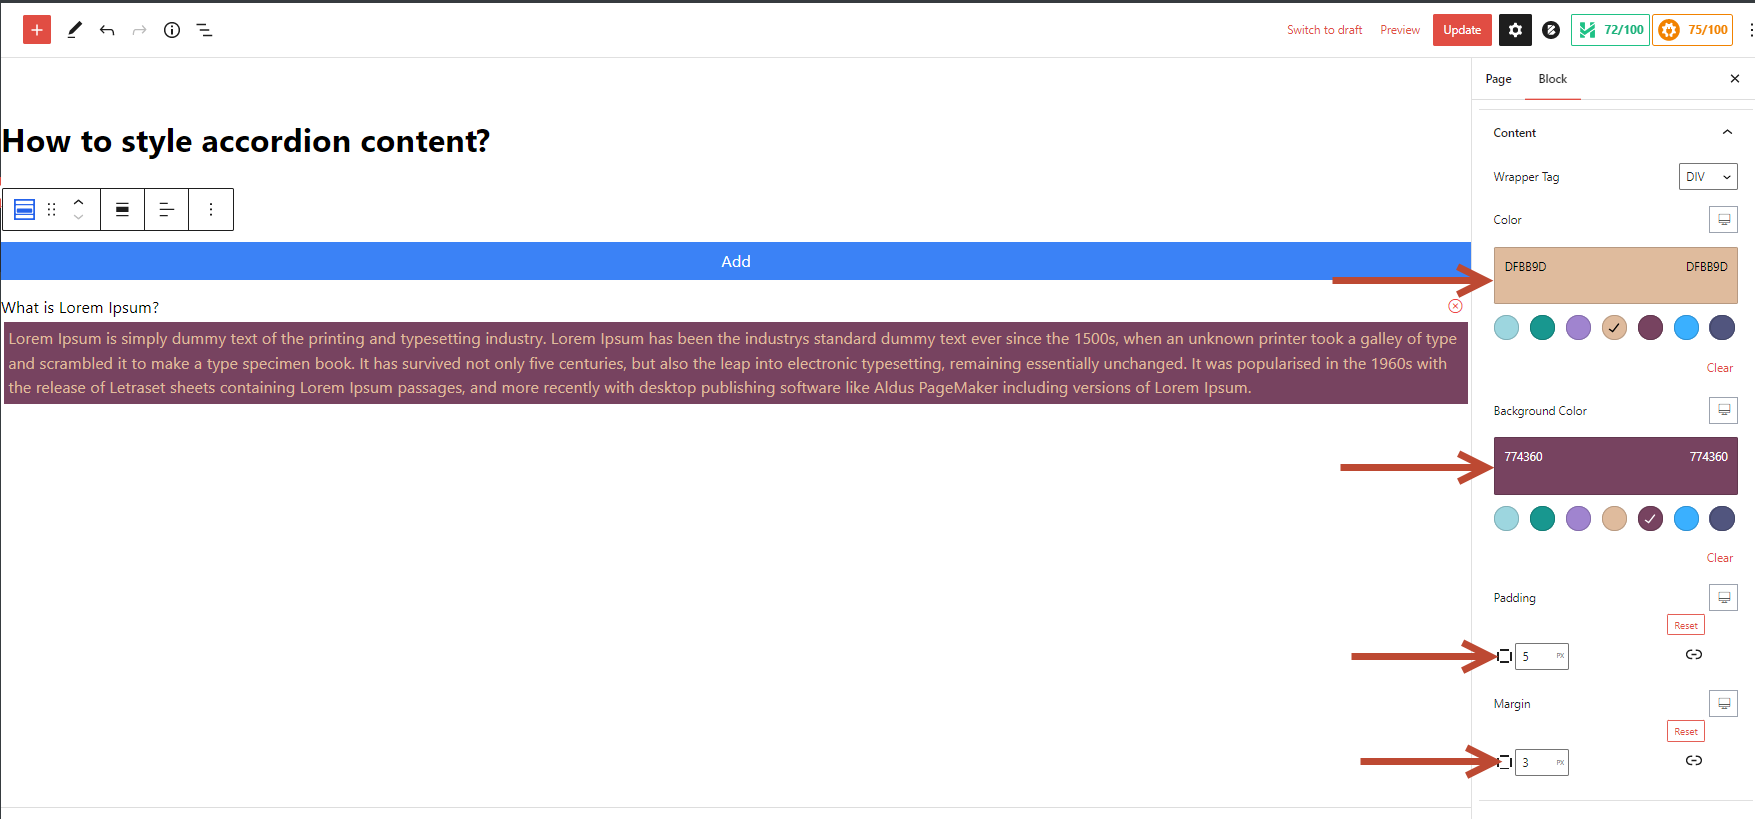 Switch to draft Preview Update 72/100 75/100
Page Block
How to style accordion content?
Add
What is Lorem Ipsum?
Lorem Ipsum is simply dummy text of the printing and typesetting industry. Lorem Ipsum has been the industrys standard dummy text ever since the 1500s, when an unknown printer took a galley of type
and scrambled it to make a type specimen book. It has survived not only five centuries, but also the leap into electronic typesetting, remaining essentially unchanged. It was popularised in the 1960s with
the release of Letraset sheets containing Lorem Ipsum passages, and more recently with desktop publishing software like Aldus PageMaker including versions of Lorem Ipsum.
Content
Wrapper Tag DIV
Color
DFBB9D DFBB9D
Clear
Background Color
774360 774360
Clear
Padding
Reset
5 PX
Margin
Reset
3 PX